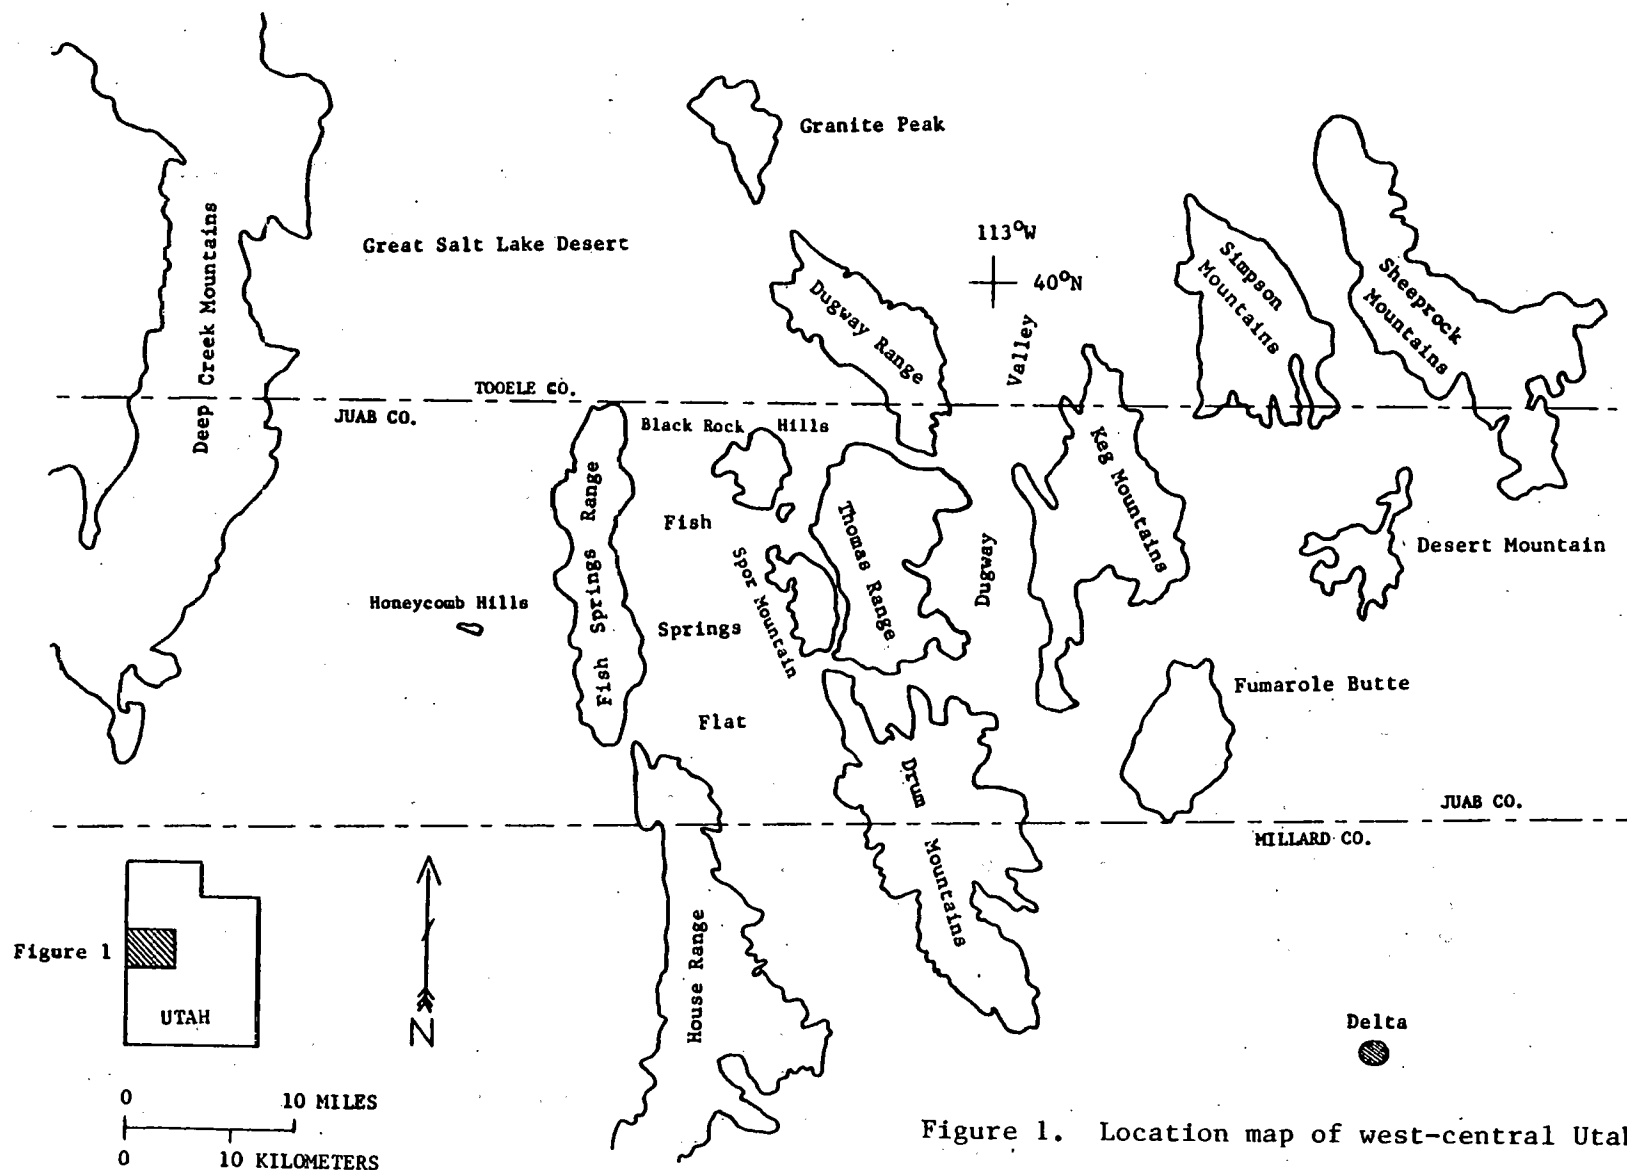 Granite Peak
Great Salt Lake Desert
113°W
40°N
Deep Creek Mountains
Dugway Range
Valley
Simpson
Mountains
Sheeprock
Mountains
TOOELE CO.
JUAB CO.
Black Rock Hills
Keg Mountains
Fish Springs Range
Fish
Springs
Flat
Spor Mountain
Thomas Range
Dugway
Desert Mountain
Honeycomb Hills
Fumarole Butte
Drum
Mountains
JUAB CO.
MILLARD CO.
House Range
Figure 1
UTAH
N
Delta
0 10 MILES
0 10 KILOMETERS
Figure 1. Location map of west-central Utah